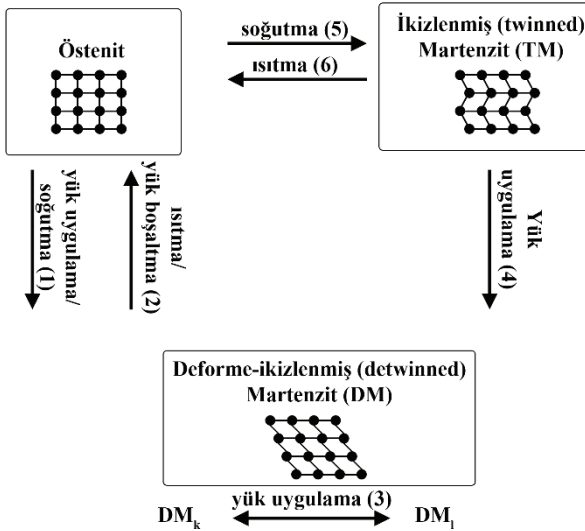 Östenit
soğutma (5)
ısıtma (6)
İkizlenmiş (twinned)
Martenzit (TM)
yük uygulama/
soğutma (1)
ısıtma/
yük boşaltma (2)
Yük
uygulama (4)
Deforme-ikizlenmiş (detwinned)
Martenzit (DM)
DMk
yük uygulama (3)
DMl